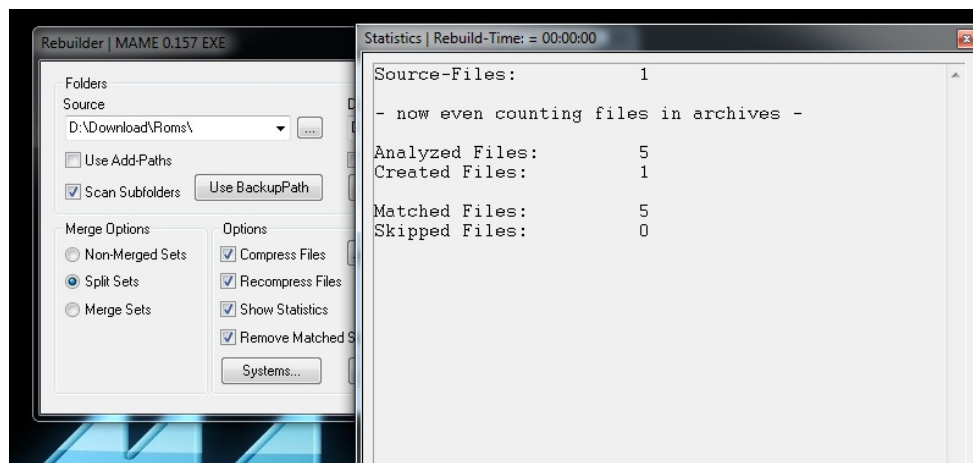 Rebuilder | MAME 0.157 EXE
Folders
Source
D:\Download\Roms\
...
Use Add-Paths
Scan Subfolders
Use BackupPath
Merge Options
Non-Merged Sets
Split Sets
Merge Sets
Options
Compress Files
Recompress Files
Show Statistics
Remove Matched S
Systems...
Statistics | Rebuild-Time: = 00:00:00
Source-Files: 1
- now even counting files in archives -
Analyzed Files: 5
Created Files: 1
Matched Files: 5
Skipped Files: 0